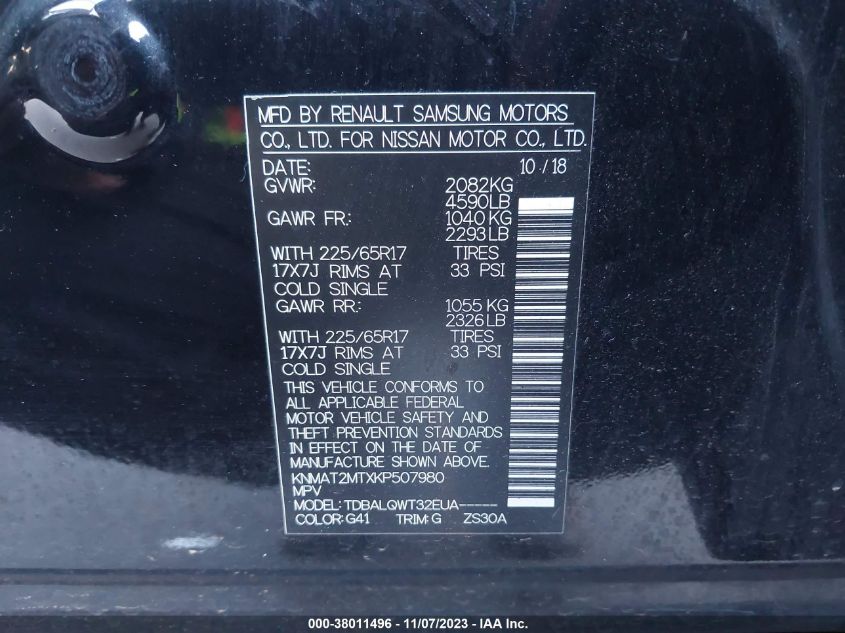 MFD BY RENAULT SAMSUNG MOTORS
CO., LTD. FOR NISSAN MOTOR CO., LTD.
DATE: 10 / 18
GVWR: 2082KG
4590LB
GAWR FR: 1040 KG
2293 LB
WITH 225/65R17 TIRES
17X7J RIMS AT 33 PSI
COLD SINGLE
GAWR RR: 1055 KG
2326 LB
WITH 225/65R17 TIRES
17X7J RIMS AT 33 PSI
COLD SINGLE
THIS VEHICLE CONFORMS TO
ALL APPLICABLE FEDERAL
MOTOR VEHICLE SAFETY AND
THEFT PREVENTION STANDARDS
IN EFFECT ON THE DATE OF
MANUFACTURE SHOWN ABOVE.
KNMAT2MTXKP507980
MPV
MODEL: TDBALQWT32EUA-----
COLOR: G41 TRIM: G ZS30A
000-38011496 - 11/07/2023 - IAA Inc.